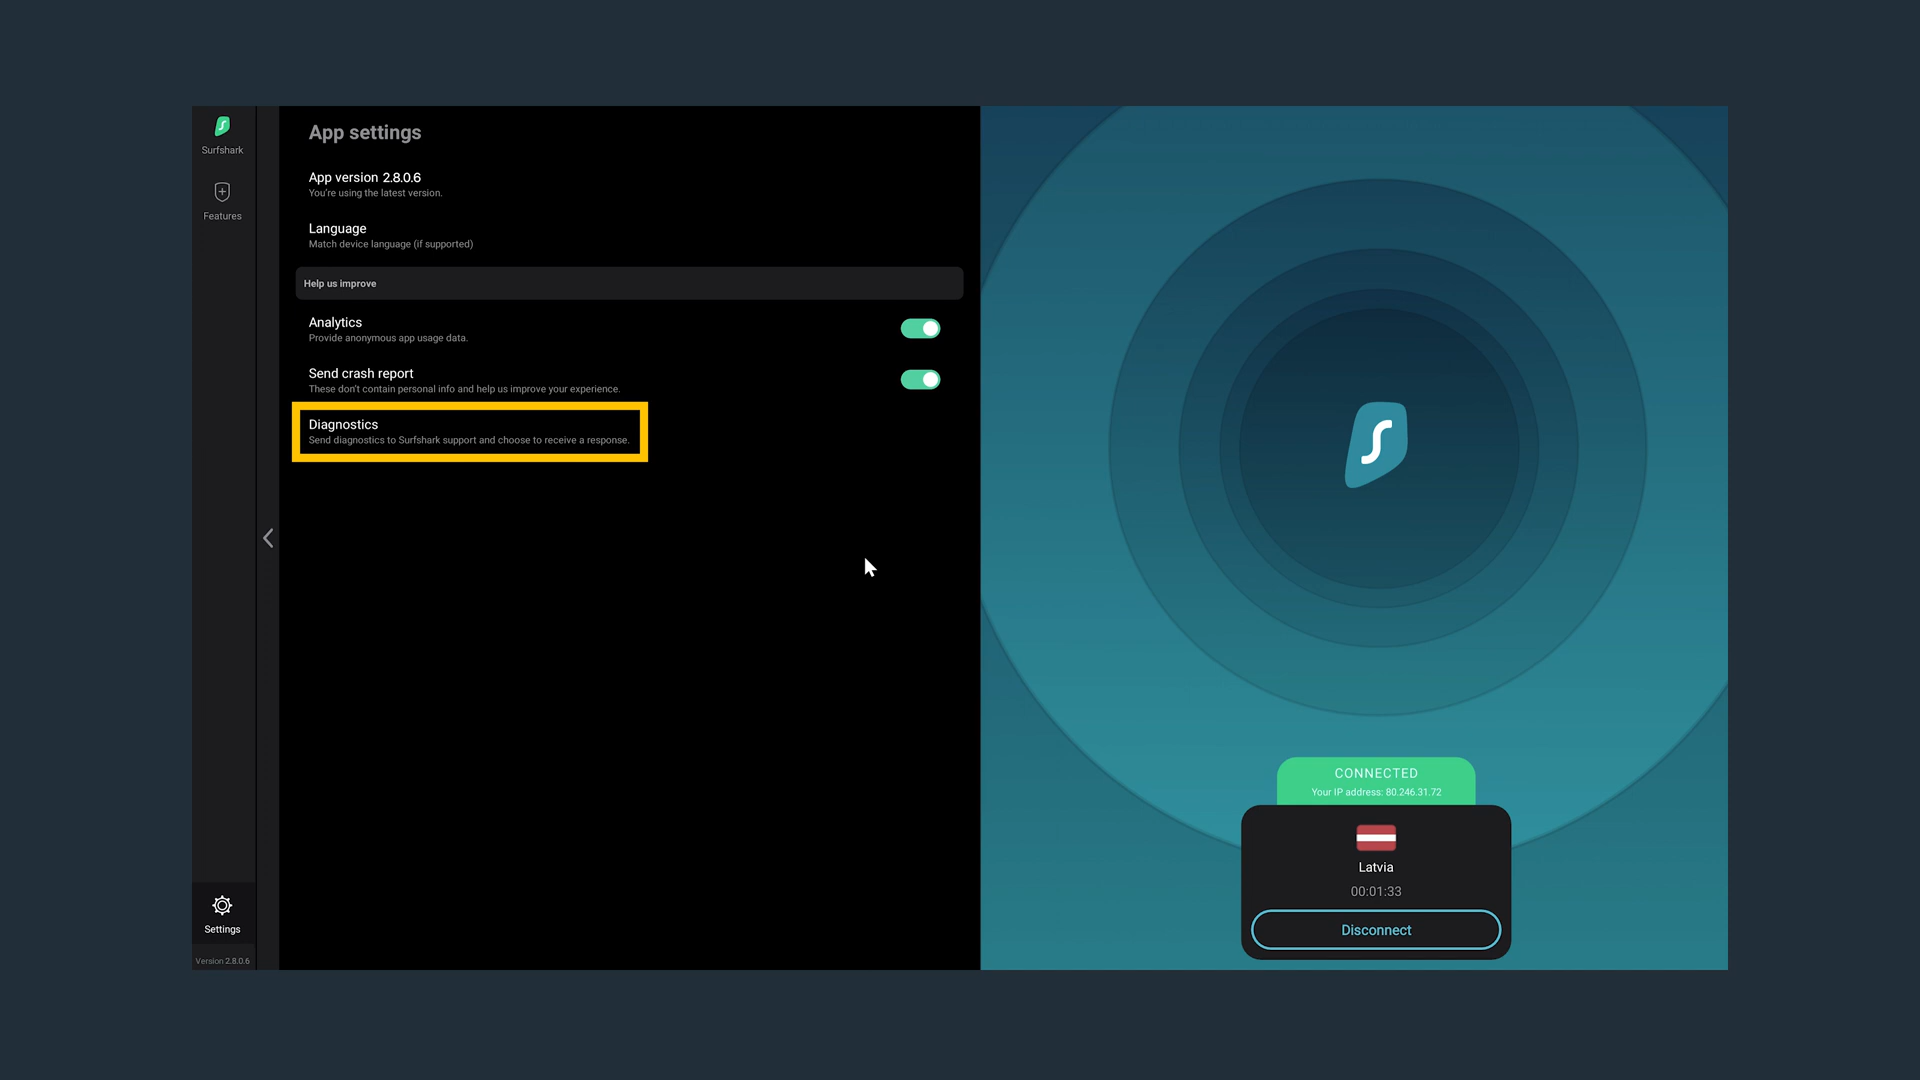 Surfshark
Features
App settings
App version 2.8.0.6
You're using the latest version.
Language
Match device language (if supported)
Help us improve
Analytics
Provide anonymous app usage data.
Send crash report
These don't contain personal info and help us improve your experience.
Diagnostics
Send diagnostics to Surfshark support and choose to receive a response.
Settings
Version 2.8.0.6
CONNECTED
Your IP address: 80.246.31.72
Latvia
00:01:33
Disconnect